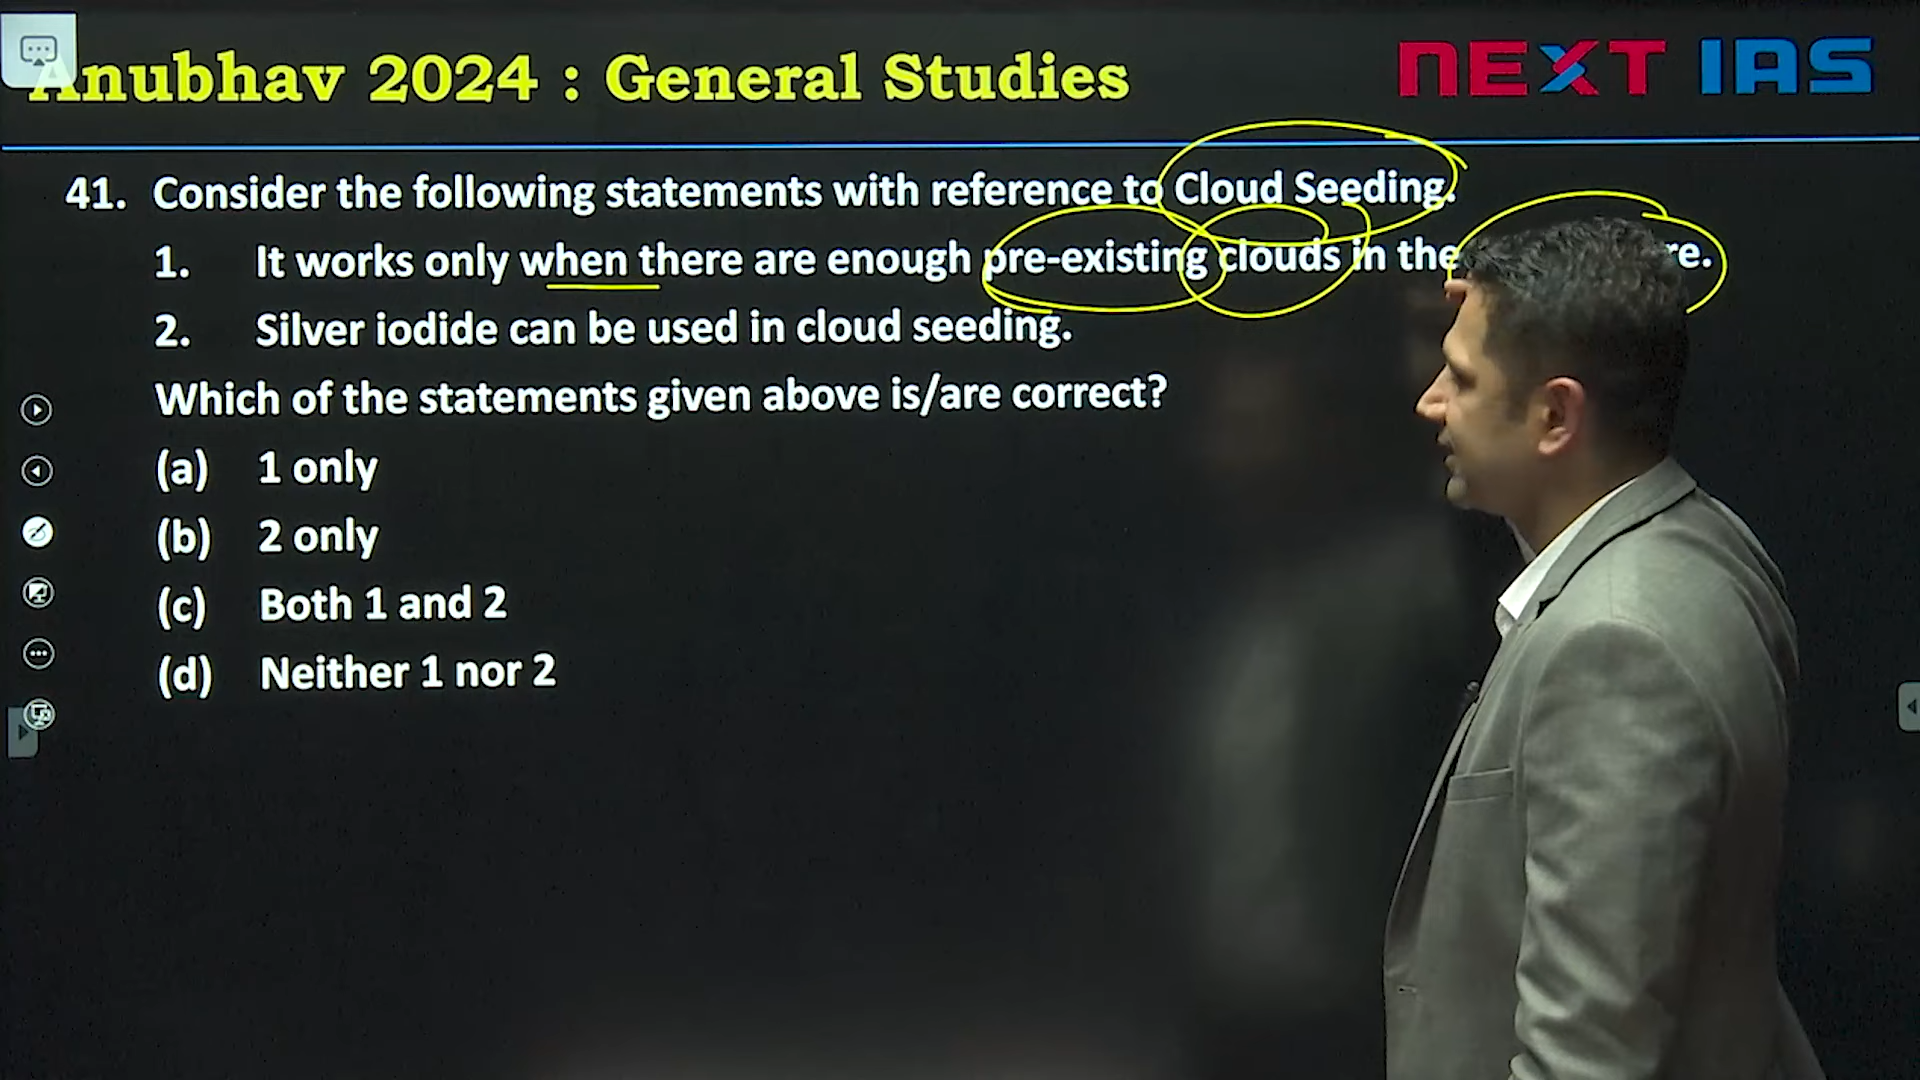 Anubhav 2024 : General Studies
NEXT IAS
41. Consider the following statements with reference to Cloud Seeding.
1. It works only when there are enough pre-existing clouds in the re.
2. Silver iodide can be used in cloud seeding.
Which of the statements given above is/are correct?
(a) 1 only
(b) 2 only
(c) Both 1 and 2
(d) Neither 1 nor 2